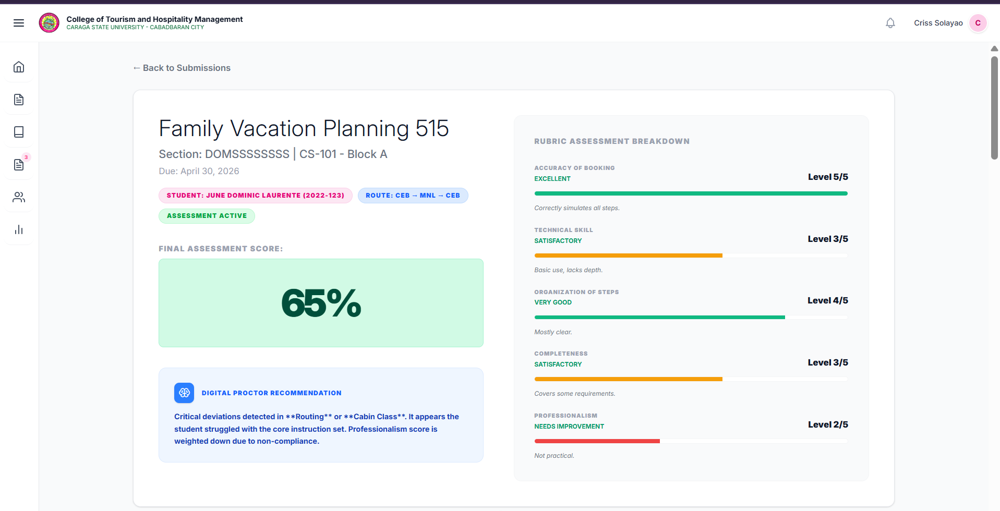 College of Tourism and Hospitality Management
CARAGA STATE UNIVERSITY - CABADBARAN CITY
Criss Solayao
C
3
← Back to Submissions
Family Vacation Planning 515
Section: DOMSSSSSSSS | CS-101 - Block A
Due: April 30, 2026
STUDENT: JUNE DOMINIC LAURENTE (2022-123)
ROUTE: CEB → MNL → CEB
ASSESSMENT ACTIVE
FINAL ASSESSMENT SCORE:
65%
DIGITAL PROCTOR RECOMMENDATION
Critical deviations detected in **Routing** or **Cabin Class**. It appears the
student struggled with the core instruction set. Professionalism score is
weighted down due to non-compliance.
RUBRIC ASSESSMENT BREAKDOWN
ACCURACY OF BOOKING
EXCELLENT
Level 5/5
Correctly simulates all steps.
TECHNICAL SKILL
SATISFACTORY
Level 3/5
Basic use, lacks depth.
ORGANIZATION OF STEPS
VERY GOOD
Level 4/5
Mostly clear.
COMPLETENESS
SATISFACTORY
Level 3/5
Covers some requirements.
PROFESSIONALISM
NEEDS IMPROVEMENT
Level 2/5
Not practical.